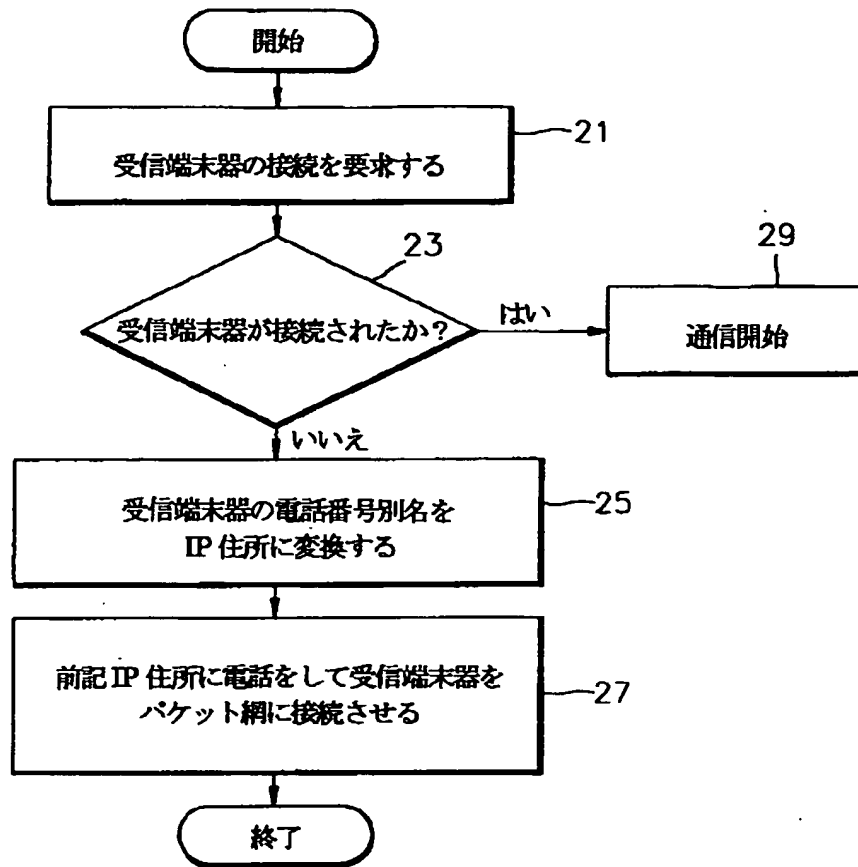 開始
受信端末器の接続を要求する
21
23
29
受信端末器が接続されたか?
はい
通信開始
いいえ
受信端末器の電話番号別名を
IP 住所に変換する
25
前記 IP 住所に電話をして受信端末器を
パケット網に接続させる
27
終了